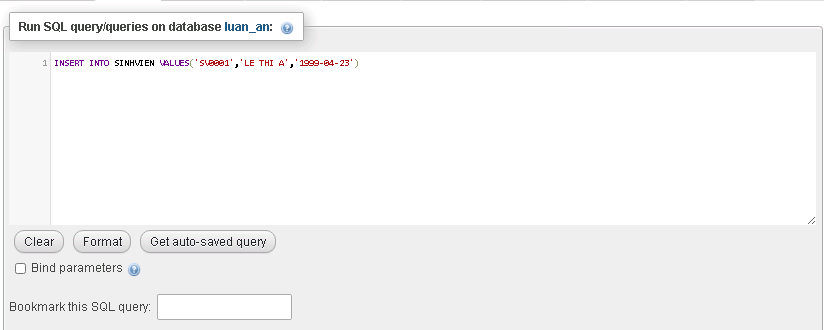 Run SQL query/queries on database luan_an:
1 INSERT INTO SINHVIEN VALUES('SV0001','LE THI A','1999-04-23')
Clear Format Get auto-saved query
Bind parameters
Bookmark this SQL query: